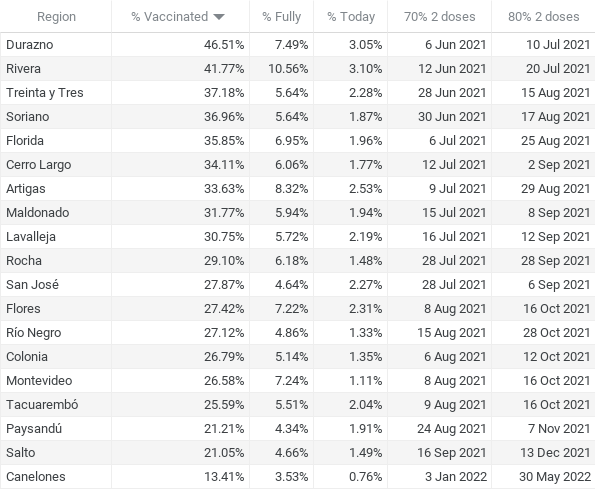 Region % Vaccinated % Fully % Today 70% 2 doses 80% 2 doses
Durazno 46.51% 7.49% 3.05% 6 Jun 2021 10 Jul 2021
Rivera 41.77% 10.56% 3.10% 12 Jun 2021 20 Jul 2021
Treinta y Tres 37.18% 5.64% 2.28% 28 Jun 2021 15 Aug 2021
Soriano 36.96% 5.64% 1.87% 30 Jun 2021 17 Aug 2021
Florida 35.85% 6.95% 1.96% 6 Jul 2021 25 Aug 2021
Cerro Largo 34.11% 6.06% 1.77% 12 Jul 2021 2 Sep 2021
Artigas 33.63% 8.32% 2.53% 9 Jul 2021 29 Aug 2021
Maldonado 31.77% 5.94% 1.94% 15 Jul 2021 8 Sep 2021
Lavalleja 30.75% 5.72% 2.19% 16 Jul 2021 12 Sep 2021
Rocha 29.10% 6.18% 1.48% 28 Jul 2021 28 Sep 2021
San José 27.87% 4.64% 2.27% 28 Jul 2021 6 Sep 2021
Flores 27.42% 7.22% 2.31% 8 Aug 2021 16 Oct 2021
Río Negro 27.12% 4.86% 1.33% 15 Aug 2021 28 Oct 2021
Colonia 26.79% 5.14% 1.35% 6 Aug 2021 12 Oct 2021
Montevideo 26.58% 7.24% 1.11% 8 Aug 2021 16 Oct 2021
Tacuarembó 25.59% 5.51% 2.04% 9 Aug 2021 16 Oct 2021
Paysandú 21.21% 4.34% 1.91% 24 Aug 2021 7 Nov 2021
Salto 21.05% 4.66% 1.49% 16 Sep 2021 13 Dec 2021
Canelones 13.41% 3.53% 0.76% 3 Jan 2022 30 May 2022